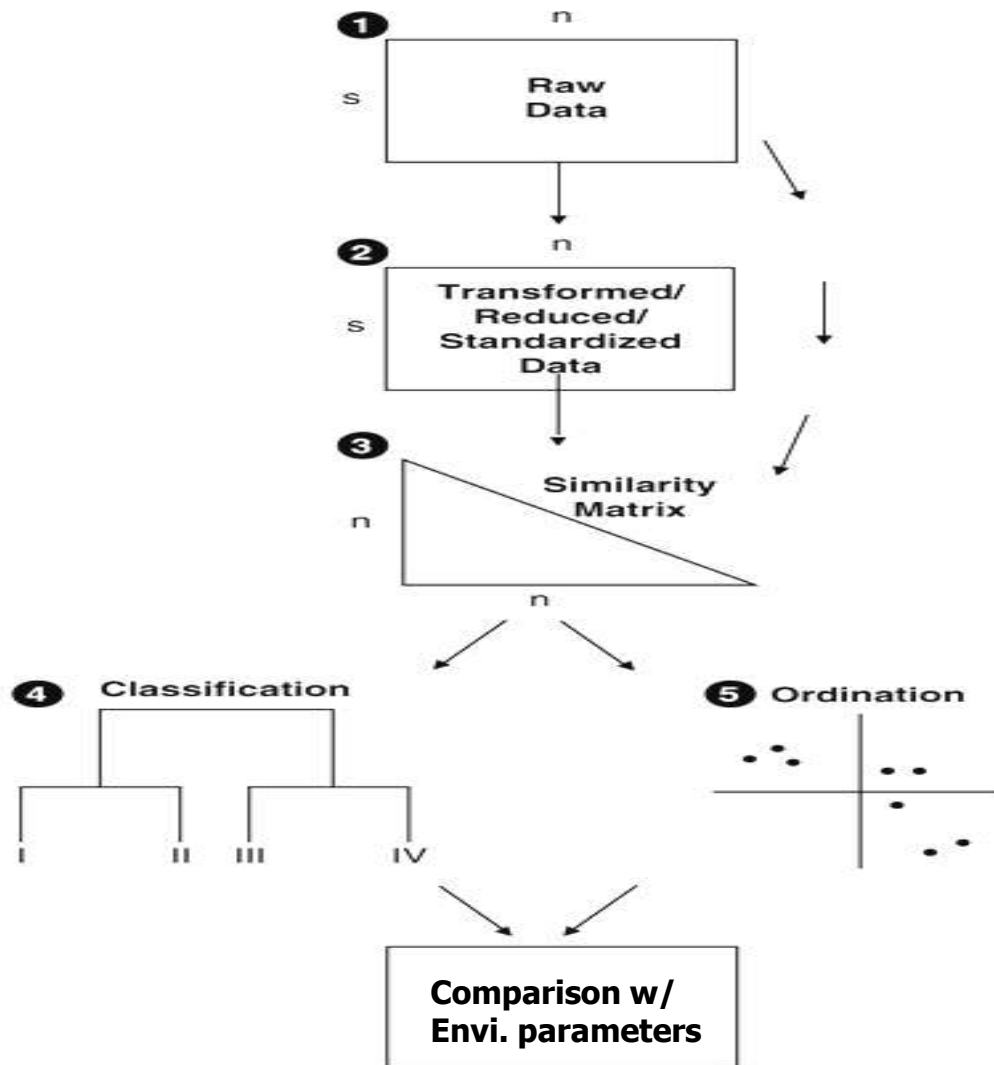 1
n
s
Raw
Data
2
n
s
Transformed/
Reduced/
Standardized
Data
3
Similarity
Matrix
n
n
4 Classification
I II III IV
5 Ordination
Comparison w/
Envi. parameters